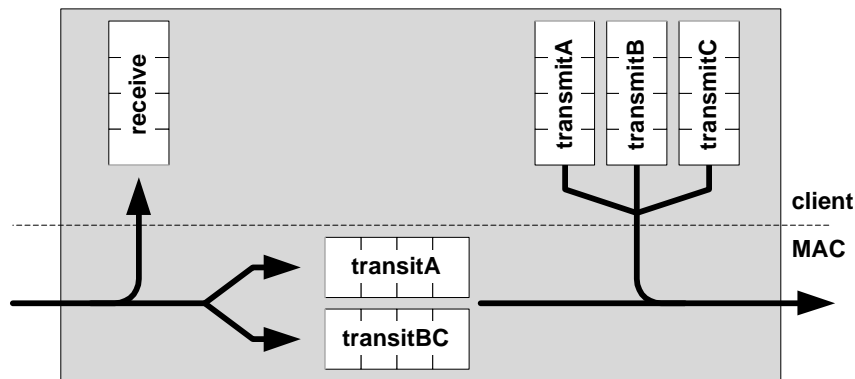 receive
transmitA
transmitB
transmitC
client
MAC
transitA
transitBC